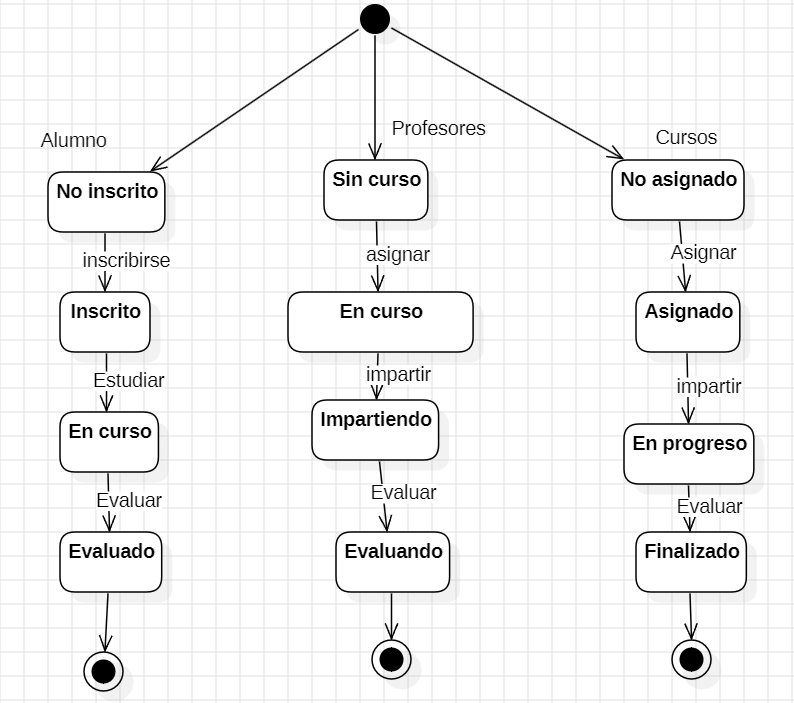 Alumno
Profesores
Cursos
No inscrito
Sin curso
No asignado
inscribirse
asignar
Asignar
Inscrito
En curso
Asignado
Estudiar
impartir
impartir
En curso
Impartiendo
En progreso
Evaluar
Evaluar
Evaluar
Evaluado
Evaluando
Finalizado